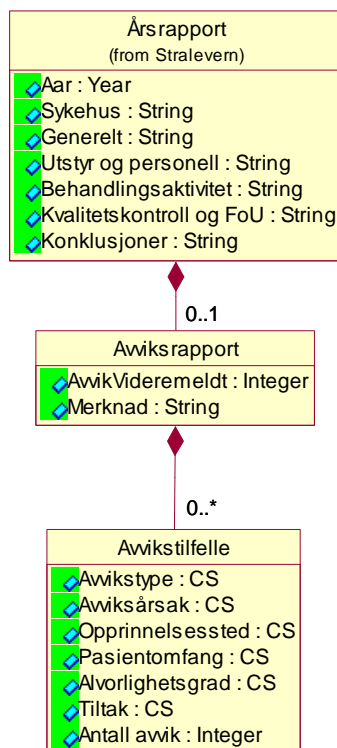 Årsrapport
(from Stralevern)
Aar : Year
Sykehus : String
Generelt : String
Utstyr og personell : String
Behandlingsaktivitet : String
Kvalitetskontroll og FoU : String
Konklusjoner : String
0..1
Avviksrapport
AvvikVideremeldt : Integer
Merknad : String
0..*
Avvikstilfelle
Avvikstype : CS
Avviksårsak : CS
Opprinnelsessted : CS
Pasientomfang : CS
Alvorlighetsgrad : CS
Tiltak : CS
Antall avvik : Integer